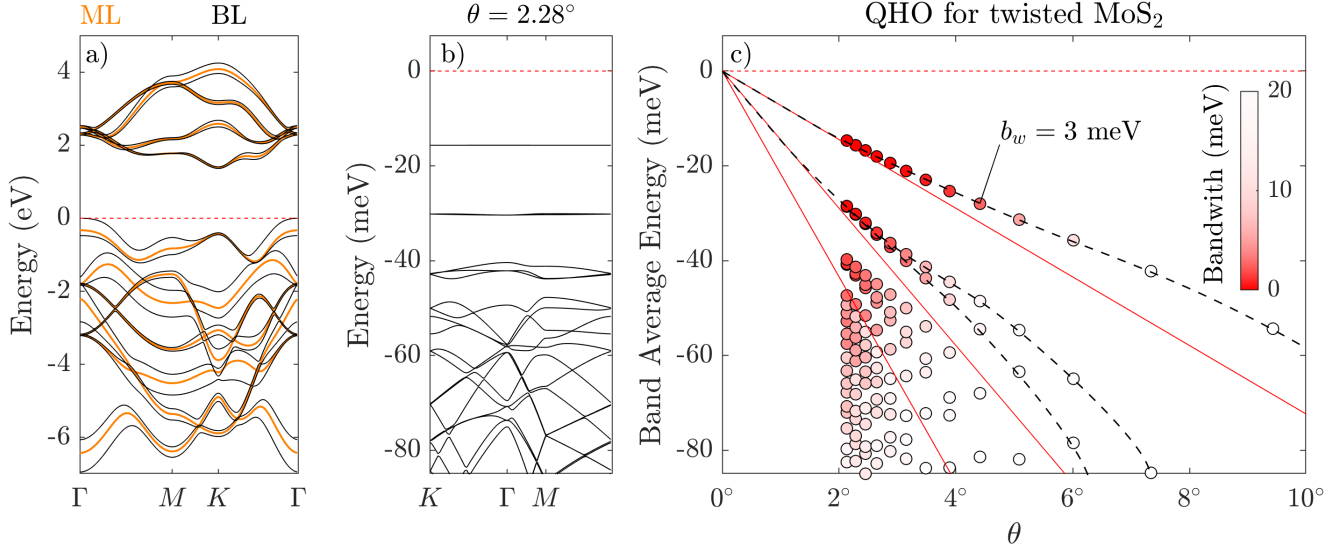 ML BL
a)
Energy (eV)
4
2
0
-2
-4
-6
Γ M K Γ
θ = 2.28°
b)
Energy (meV)
0
-20
-40
-60
-80
K Γ M
QHO for twisted MoS₂
c)
Band Average Energy (meV)
0
-20
-40
-60
-80
b_w = 3 meV
Bandwith (meV)
20
10
0
0° 2° 4° 6° 8° 10°
θ